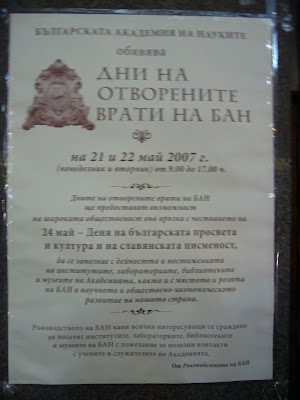 БЪЛГАРСКАТА АКАДЕМИЯ НА НАУКИТЕ
обявява
ДНИ НА
ОТВОРЕНИТЕ
ВРАТИ НА БАН
на 21 и 22 май 2007 г.
(понеделник и вторник) от 9.00 до 17.00 ч.
Дните на отворените врати на БАН
ще предоставят възможност
на широката общественост във връзка с честването на
24 май – Деня на българската просвета
и култура и на славянската писменост,
да се запознае с дейността и постиженията
на институтите, лабораториите, библиотеките
и музеите на Академията, както и с мястото и ролята
на БАН в научното и обществено-икономическото
развитие на нашата страна.
Ръководството на БАН кани всички интересуващи се граждани
да посетят институтите, лабораториите, библиотеките
и музеите на БАН с пожелание за полезни контакти
с учените и служителите на Академията.
От Ръководството на БАН